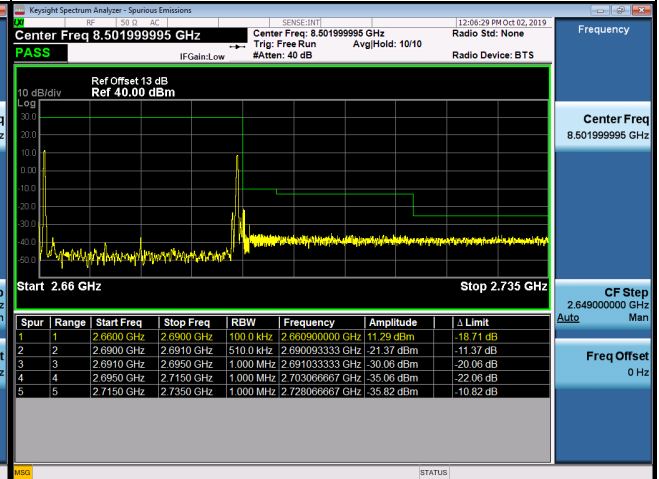 Keysight Spectrum Analyzer - Spurious Emissions
LXI RF 50 Ω AC SENSE:INT 12:06:29 PM Oct 02, 2019
Center Freq 8.501999995 GHz Center Freq: 8.501999995 GHz Radio Std: None
Trig: Free Run Avg|Hold: 10/10
PASS IFGain:Low #Atten: 40 dB Radio Device: BTS
Ref Offset 13 dB
10 dB/div Ref 40.00 dBm
Log
30.0
20.0
10.0
0.00
-10.0
-20.0
-30.0
-40.0
-50.0
Start 2.66 GHz Stop 2.735 GHz
Spur Range Start Freq Stop Freq RBW Frequency Amplitude Δ Limit
1 1 2.6600 GHz 2.6900 GHz 100.0 kHz 2.660900000 GHz 11.29 dBm -18.71 dB
2 2 2.6900 GHz 2.6910 GHz 510.0 kHz 2.690093333 GHz -21.37 dBm -11.37 dB
3 3 2.6910 GHz 2.6950 GHz 1.000 MHz 2.691033333 GHz -30.06 dBm -20.06 dB
4 4 2.6950 GHz 2.7150 GHz 1.000 MHz 2.703066667 GHz -35.06 dBm -22.06 dB
5 5 2.7150 GHz 2.7350 GHz 1.000 MHz 2.728066667 GHz -35.82 dBm -10.82 dB
MSG STATUS
Frequency
Center Freq
8.501999995 GHz
CF Step
2.649000000 GHz
Auto Man
Freq Offset
0 Hz